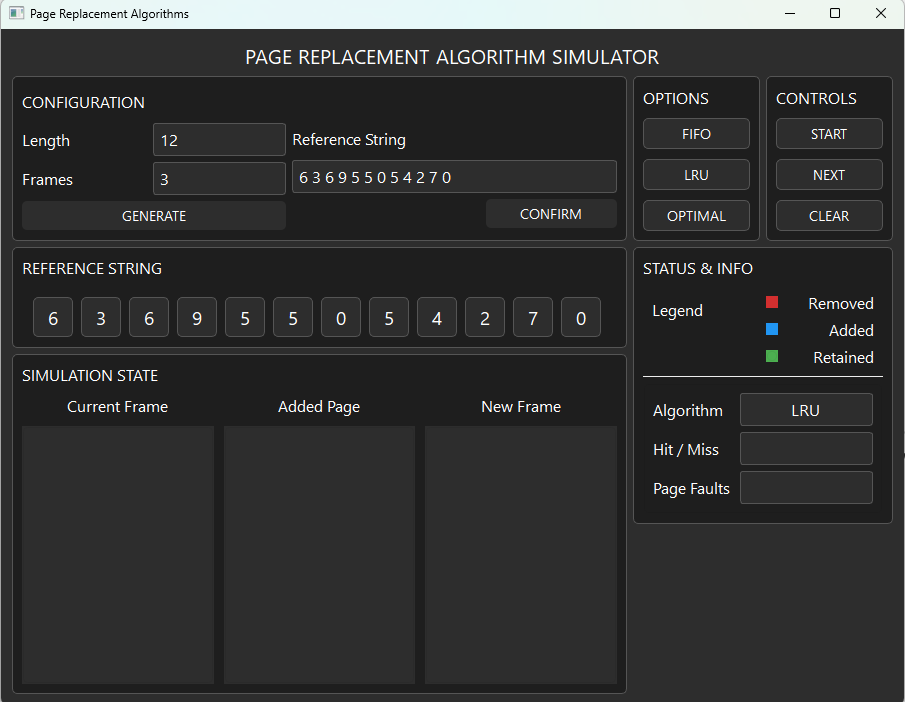 Page Replacement Algorithms
PAGE REPLACEMENT ALGORITHM SIMULATOR
CONFIGURATION
Length
12
Reference String
Frames
3
6 3 6 9 5 5 0 5 4 2 7 0
GENERATE
CONFIRM
OPTIONS
FIFO
LRU
OPTIMAL
CONTROLS
START
NEXT
CLEAR
REFERENCE STRING
6 3 6 9 5 5 0 5 4 2 7 0
SIMULATION STATE
Current Frame
Added Page
New Frame
STATUS & INFO
Legend
Removed
Added
Retained
Algorithm
LRU
Hit / Miss
Page Faults